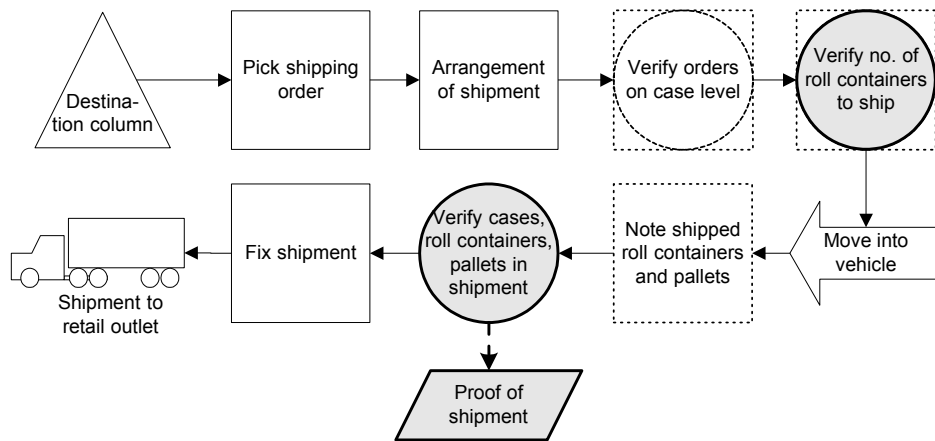 Destina-
tion column
Pick shipping
order
Arrangement
of shipment
Verify orders
on case level
Verify no. of
roll containers
to ship
Move into
vehicle
Note shipped
roll containers
and pallets
Verify cases,
roll containers,
pallets in
shipment
Fix shipment
Shipment to
retail outlet
Proof of
shipment